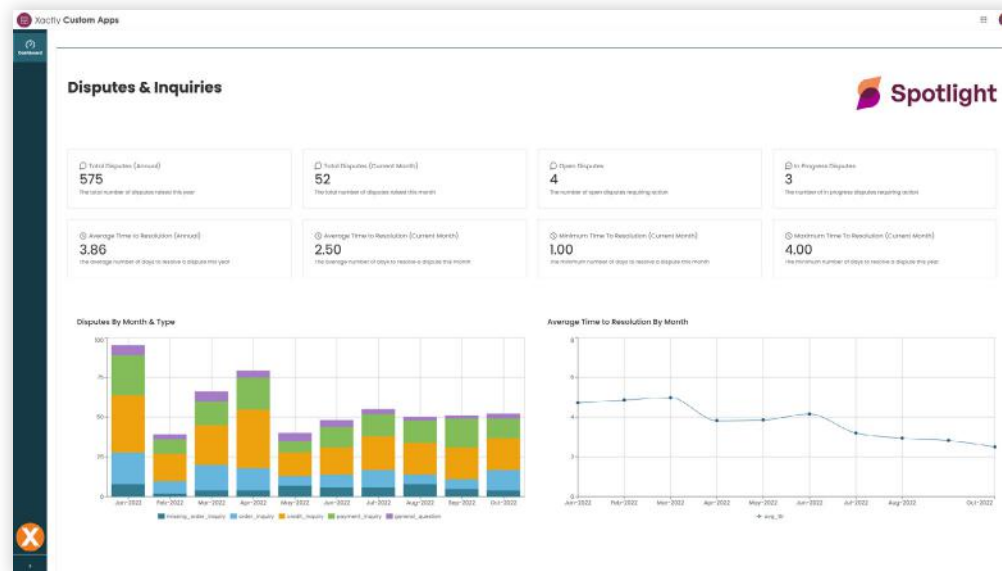 Xactly Custom Apps
Dashboard
Disputes & Inquiries
Spotlight
Total Disputes (Annual)
575
The total number of disputes raised this year
Total Disputes (Current Month)
52
The total number of disputes raised this month
Open Disputes
4
The number of open disputes requiring action
In Progress Disputes
3
The number of in progress disputes requiring action
Average Time to Resolution (Annual)
3.86
The average number of days to resolve a dispute this year
Average Time to Resolution (Current Month)
2.50
The average number of days to resolve a dispute this month
Minimum Time To Resolution (Current Month)
1.00
The minimum number of days to resolve a dispute this month
Maximum Time To Resolution (Current Month)
4.00
The minimum number of days to resolve a dispute this year
Disputes By Month & Type
100
75
50
25
0
Jan-2022 Feb-2022 Mar-2022 Apr-2022 May-2022 Jun-2022 Jul-2022 Aug-2022 Sep-2022 Oct-2022
missing_order_inquiry order_inquiry credit_inquiry payment_inquiry general_question
Average Time to Resolution By Month
8
6
4
2
0
Jan-2022 Feb-2022 Mar-2022 Apr-2022 May-2022 Jun-2022 Jul-2022 Aug-2022 Oct-2022
X